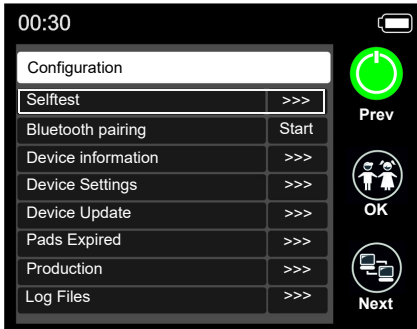 00:30
Configuration
Selftest >>>
Prev
Bluetooth pairing Start
Device information >>>
Device Settings >>>
Device Update >>>
OK
Pads Expired >>>
Production >>>
Log Files >>>
Next